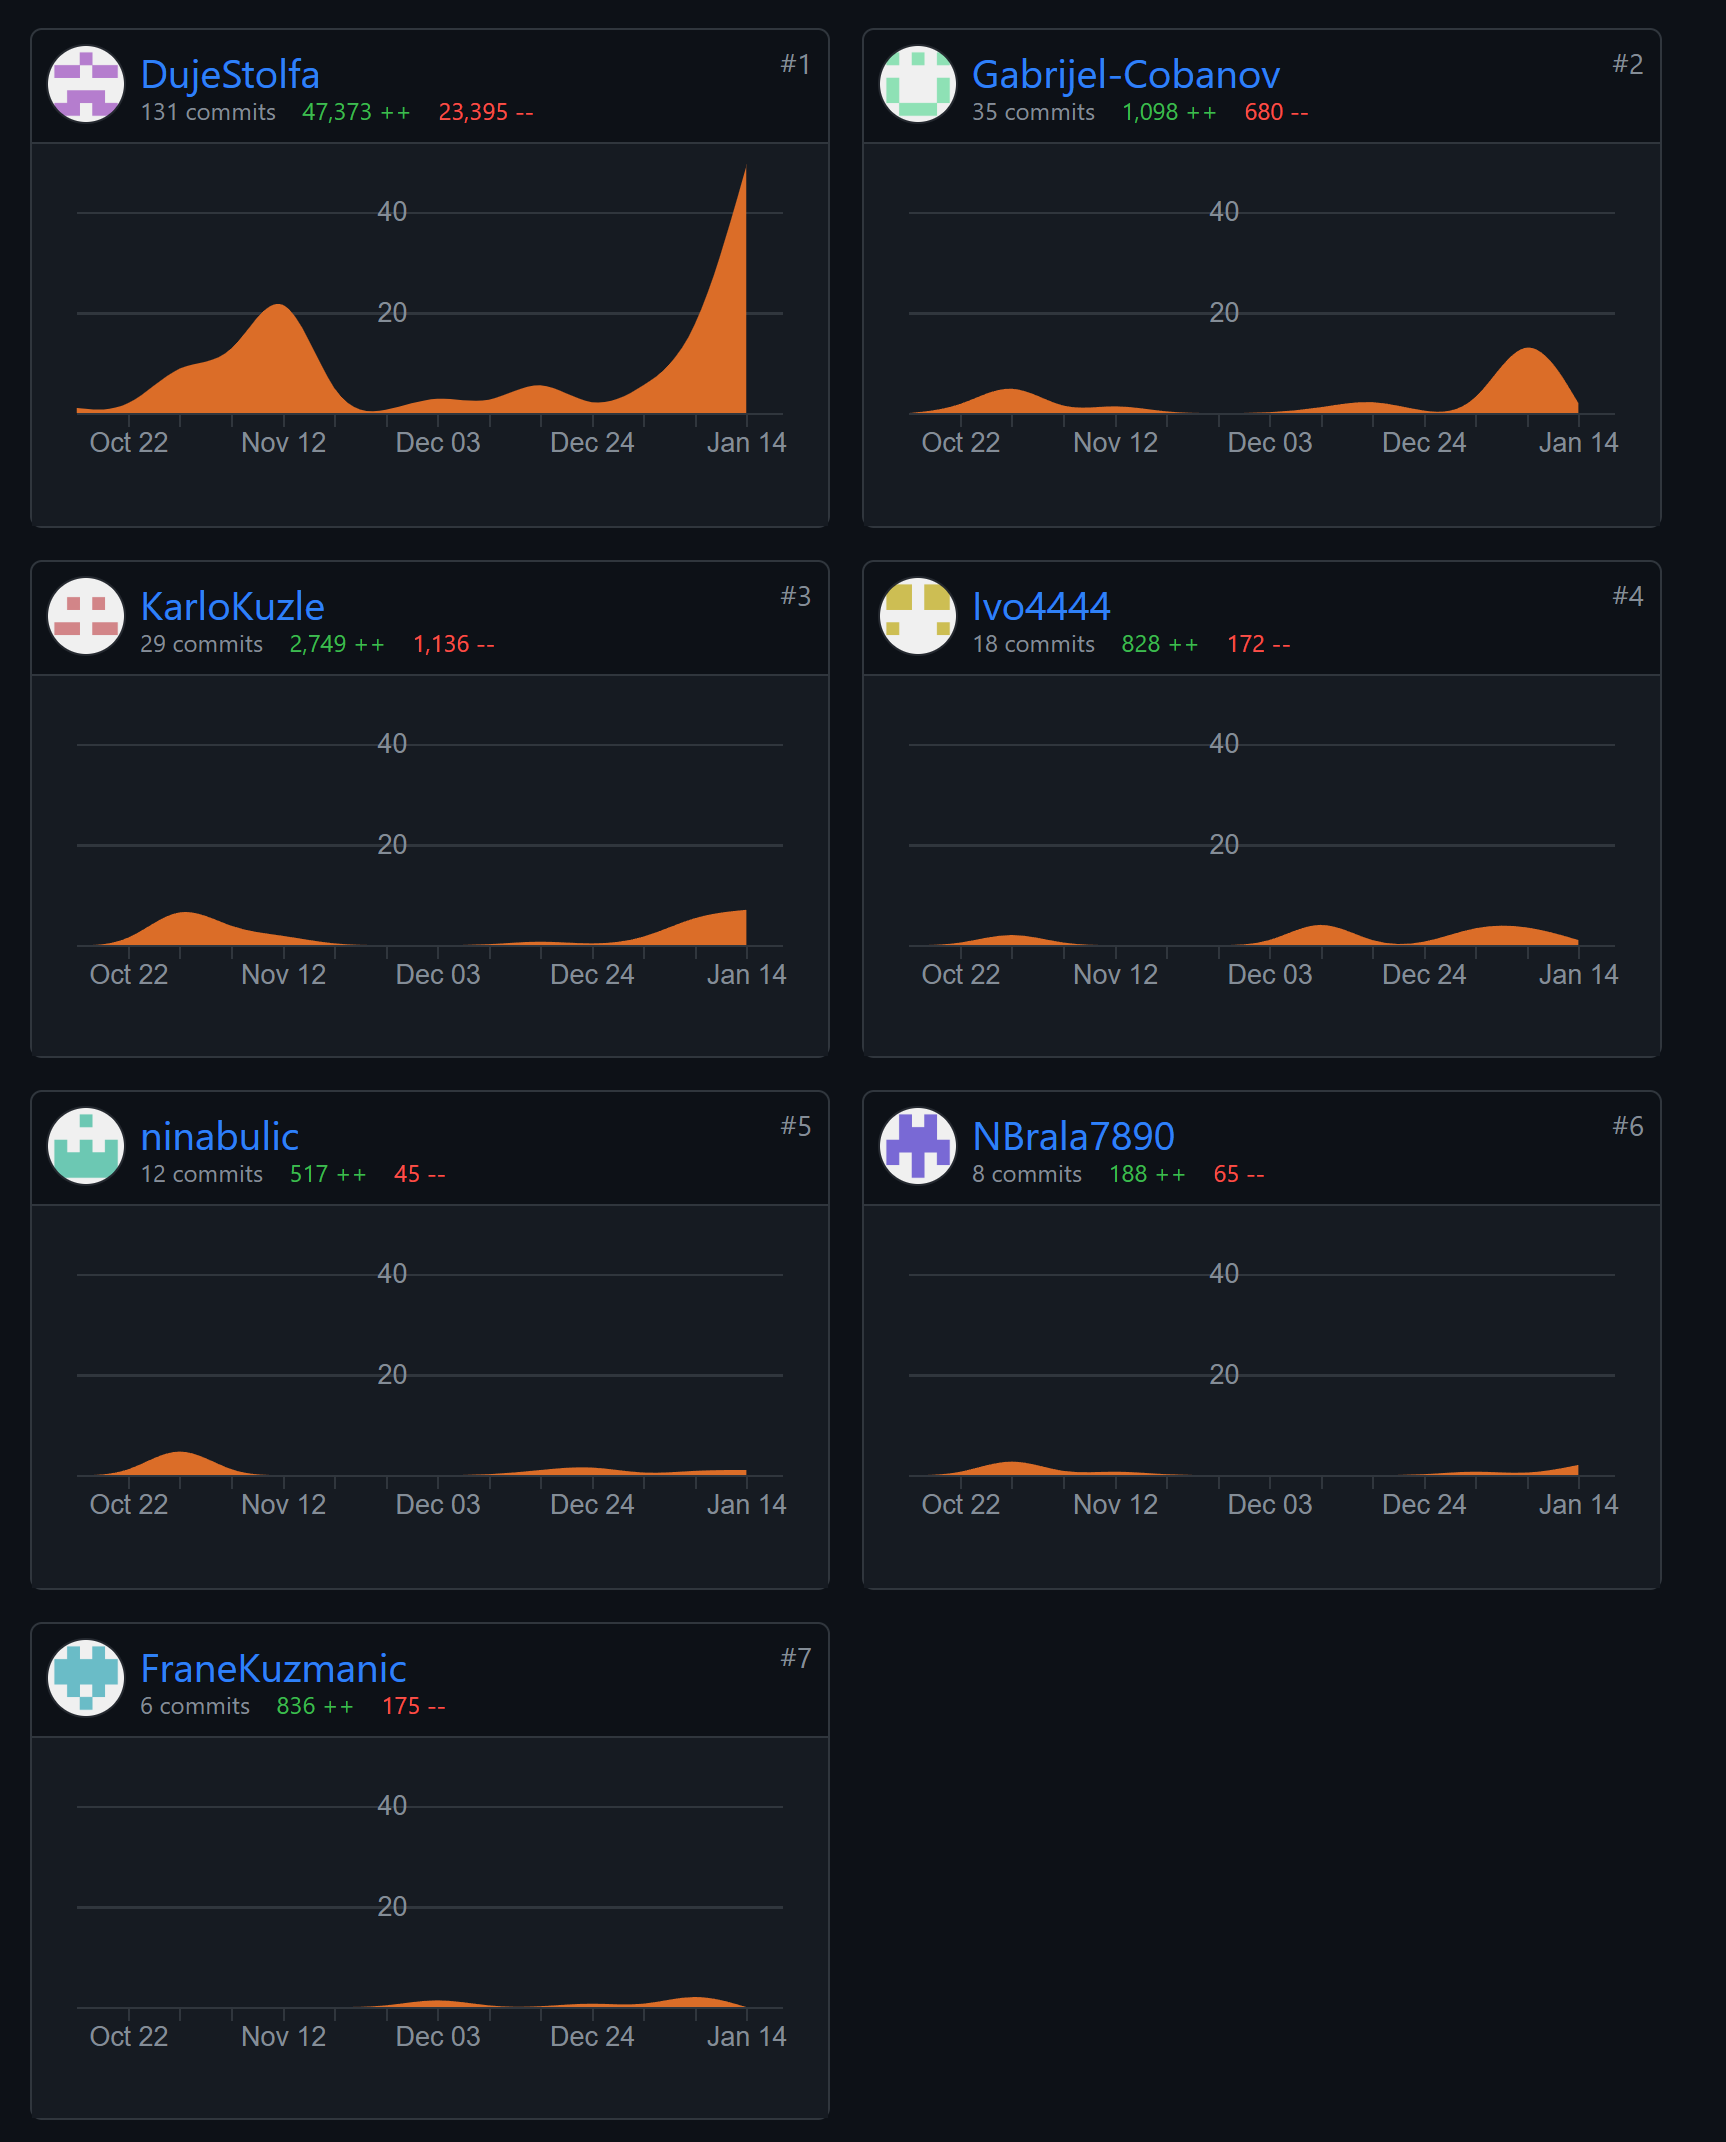 DujeStolfa #1
131 commits 47,373 ++ 23,395 --
40
20
Oct 22 Nov 12 Dec 03 Dec 24 Jan 14
Gabrijel-Cobanov #2
35 commits 1,098 ++ 680 --
40
20
Oct 22 Nov 12 Dec 03 Dec 24 Jan 14
KarloKuzle #3
29 commits 2,749 ++ 1,136 --
40
20
Oct 22 Nov 12 Dec 03 Dec 24 Jan 14
Ivo4444 #4
18 commits 828 ++ 172 --
40
20
Oct 22 Nov 12 Dec 03 Dec 24 Jan 14
ninabulic #5
12 commits 517 ++ 45 --
40
20
Oct 22 Nov 12 Dec 03 Dec 24 Jan 14
NBrala7890 #6
8 commits 188 ++ 65 --
40
20
Oct 22 Nov 12 Dec 03 Dec 24 Jan 14
FraneKuzmanic #7
6 commits 836 ++ 175 --
40
20
Oct 22 Nov 12 Dec 03 Dec 24 Jan 14